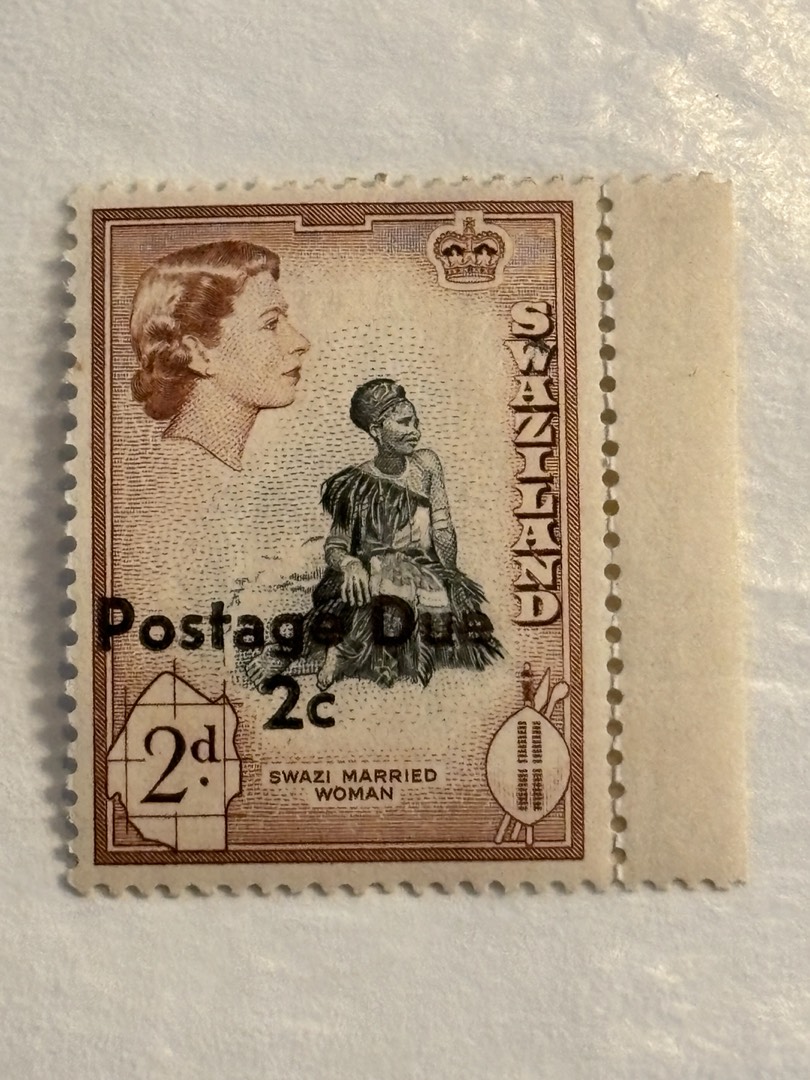 SWAZILAND
Postage Due
2c
2d.
SWAZI MARRIED
WOMAN